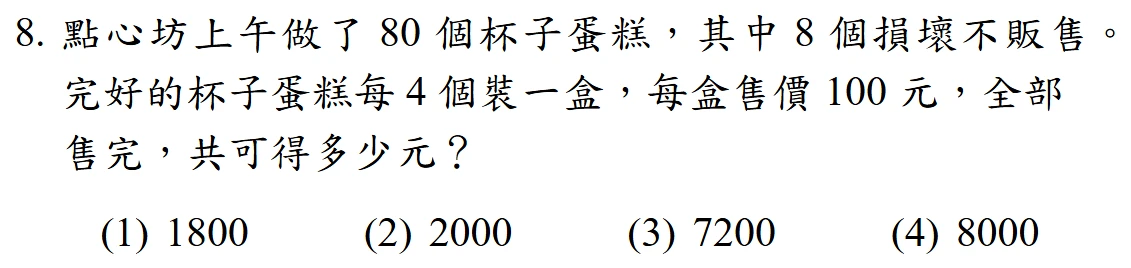 8. 點心坊上午做了 80 個杯子蛋糕，其中 8 個損壞不販售。
完好的杯子蛋糕每 4 個裝一盒，每盒售價 100 元，全部
售完，共可得多少元？
(1) 1800 (2) 2000 (3) 7200 (4) 8000